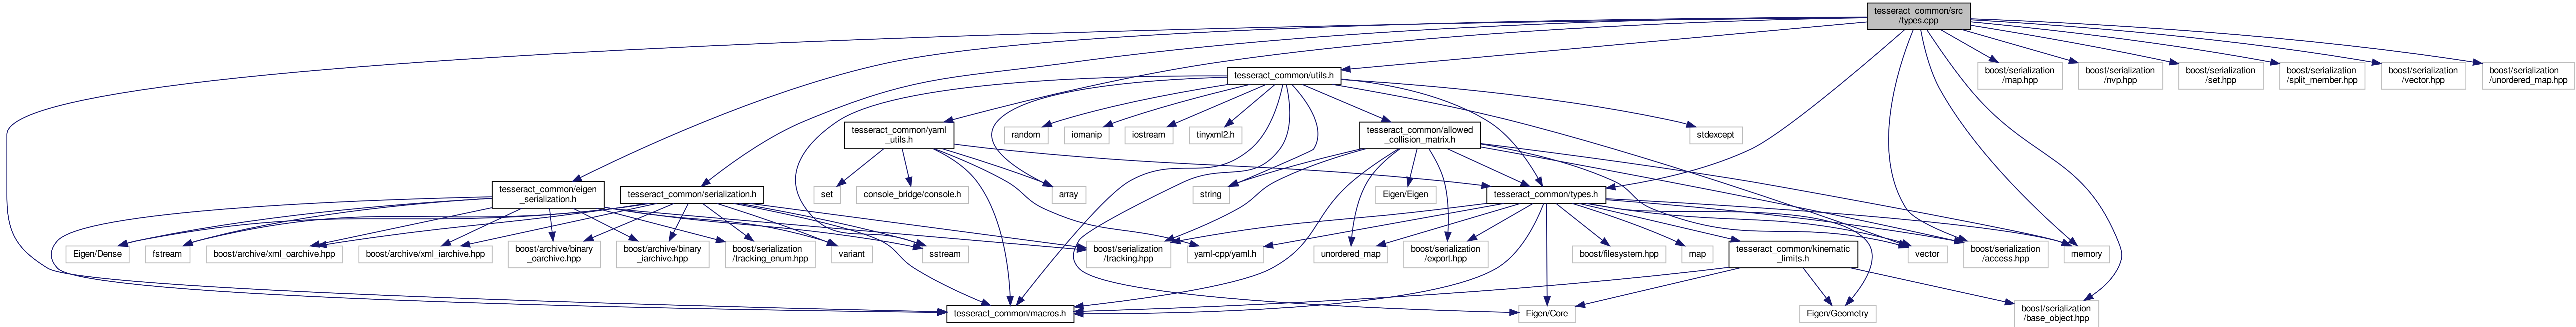 tesseract_common/src
/types.cpp
tesseract_common/utils.h
boost/serialization
/map.hpp
boost/serialization
/nvp.hpp
boost/serialization
/set.hpp
boost/serialization
/split_member.hpp
boost/serialization
/vector.hpp
boost/serialization
/unordered_map.hpp
tesseract_common/yaml
_utils.h
random
iomanip
iostream
tinyxml2.h
tesseract_common/allowed
_collision_matrix.h
stdexcept
tesseract_common/eigen
_serialization.h
tesseract_common/serialization.h
set
console_bridge/console.h
array
string
Eigen/Eigen
tesseract_common/types.h
Eigen/Dense
fstream
boost/archive/xml_oarchive.hpp
boost/archive/xml_iarchive.hpp
boost/archive/binary
_oarchive.hpp
boost/archive/binary
_iarchive.hpp
boost/serialization
/tracking_enum.hpp
variant
sstream
boost/serialization
/tracking.hpp
yaml-cpp/yaml.h
unordered_map
boost/serialization
/export.hpp
boost/filesystem.hpp
map
tesseract_common/kinematic
_limits.h
vector
boost/serialization
/access.hpp
memory
tesseract_common/macros.h
Eigen/Core
Eigen/Geometry
boost/serialization
/base_object.hpp